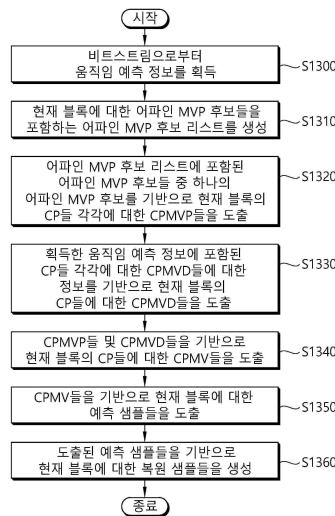 시작
비트스트림으로부터
움직임 예측 정보를 획득
S1300
현재 블록에 대한 어파인 MVP 후보들을
포함하는 어파인 MVP 후보 리스트를 생성
S1310
어파인 MVP 후보 리스트에 포함된
어파인 MVP 후보들 중 하나의
어파인 MVP 후보를 기반으로 현재 블록의
CP들 각각에 대한 CPMVP들을 도출
S1320
획득한 움직임 예측 정보에 포함된
CP들 각각에 대한 CPMVD들에 대한
정보를 기반으로 현재 블록의
CP들에 대한 CPMVD들을 도출
S1330
CPMVP들 및 CPMVD들을 기반으로
현재 블록의 CP들에 대한 CPMV들을 도출
S1340
CPMV들을 기반으로 현재 블록에 대한
예측 샘플들을 도출
S1350
도출된 예측 샘플들을 기반으로
현재 블록에 대한 복원 샘플들을 생성
S1360
종료